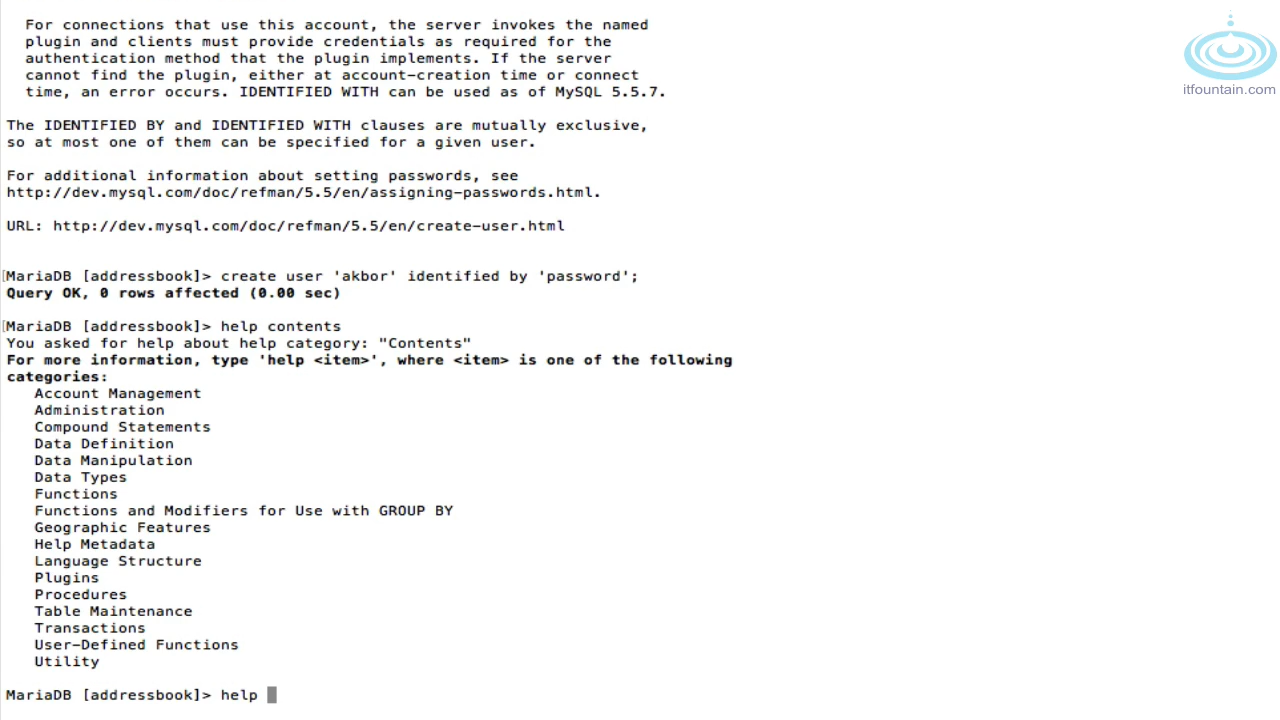 For connections that use this account, the server invokes the named
plugin and clients must provide credentials as required for the
authentication method that the plugin implements. If the server
cannot find the plugin, either at account-creation time or connect
time, an error occurs. IDENTIFIED WITH can be used as of MySQL 5.5.7.
itfountain.com
The IDENTIFIED BY and IDENTIFIED WITH clauses are mutually exclusive,
so at most one of them can be specified for a given user.
For additional information about setting passwords, see
http://dev.mysql.com/doc/refman/5.5/en/assigning-passwords.html.
URL: http://dev.mysql.com/doc/refman/5.5/en/create-user.html
[MariaDB [addressbook]> create user 'akbor' identified by 'password';
Query OK, 0 rows affected (0.00 sec)
[MariaDB [addressbook]> help contents
You asked for help about help category: "Contents"
For more information, type 'help <item>', where <item> is one of the following
categories:
Account Management
Administration
Compound Statements
Data Definition
Data Manipulation
Data Types
Functions
Functions and Modifiers for Use with GROUP BY
Geographic Features
Help Metadata
Language Structure
Plugins
Procedures
Table Maintenance
Transactions
User-Defined Functions
Utility
MariaDB [addressbook]> help